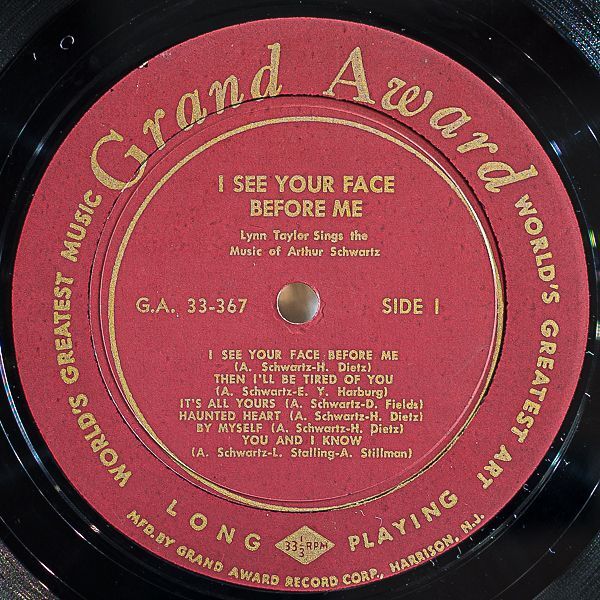 Grand Award
WORLD'S GREATEST MUSIC
WORLD'S GREATEST ART
I SEE YOUR FACE
BEFORE ME
Lynn Taylor Sings the
Music of Arthur Schwartz
G.A. 33-367
SIDE I
I SEE YOUR FACE BEFORE ME
(A. Schwartz-H. Dietz)
THEN I'LL BE TIRED OF YOU
(A. Schwartz-E. Y. Harburg)
IT'S ALL YOURS (A. Schwartz-D. Fields)
HAUNTED HEART (A. Schwartz-H. Dietz)
BY MYSELF (A. Schwartz-H. Dietz)
YOU AND I KNOW
(A. Schwartz-L. Stalling-A. Stillman)
LONG PLAYING
33 1/3 RPM
MFD. BY GRAND AWARD RECORD CORP., HARRISON, N.J.